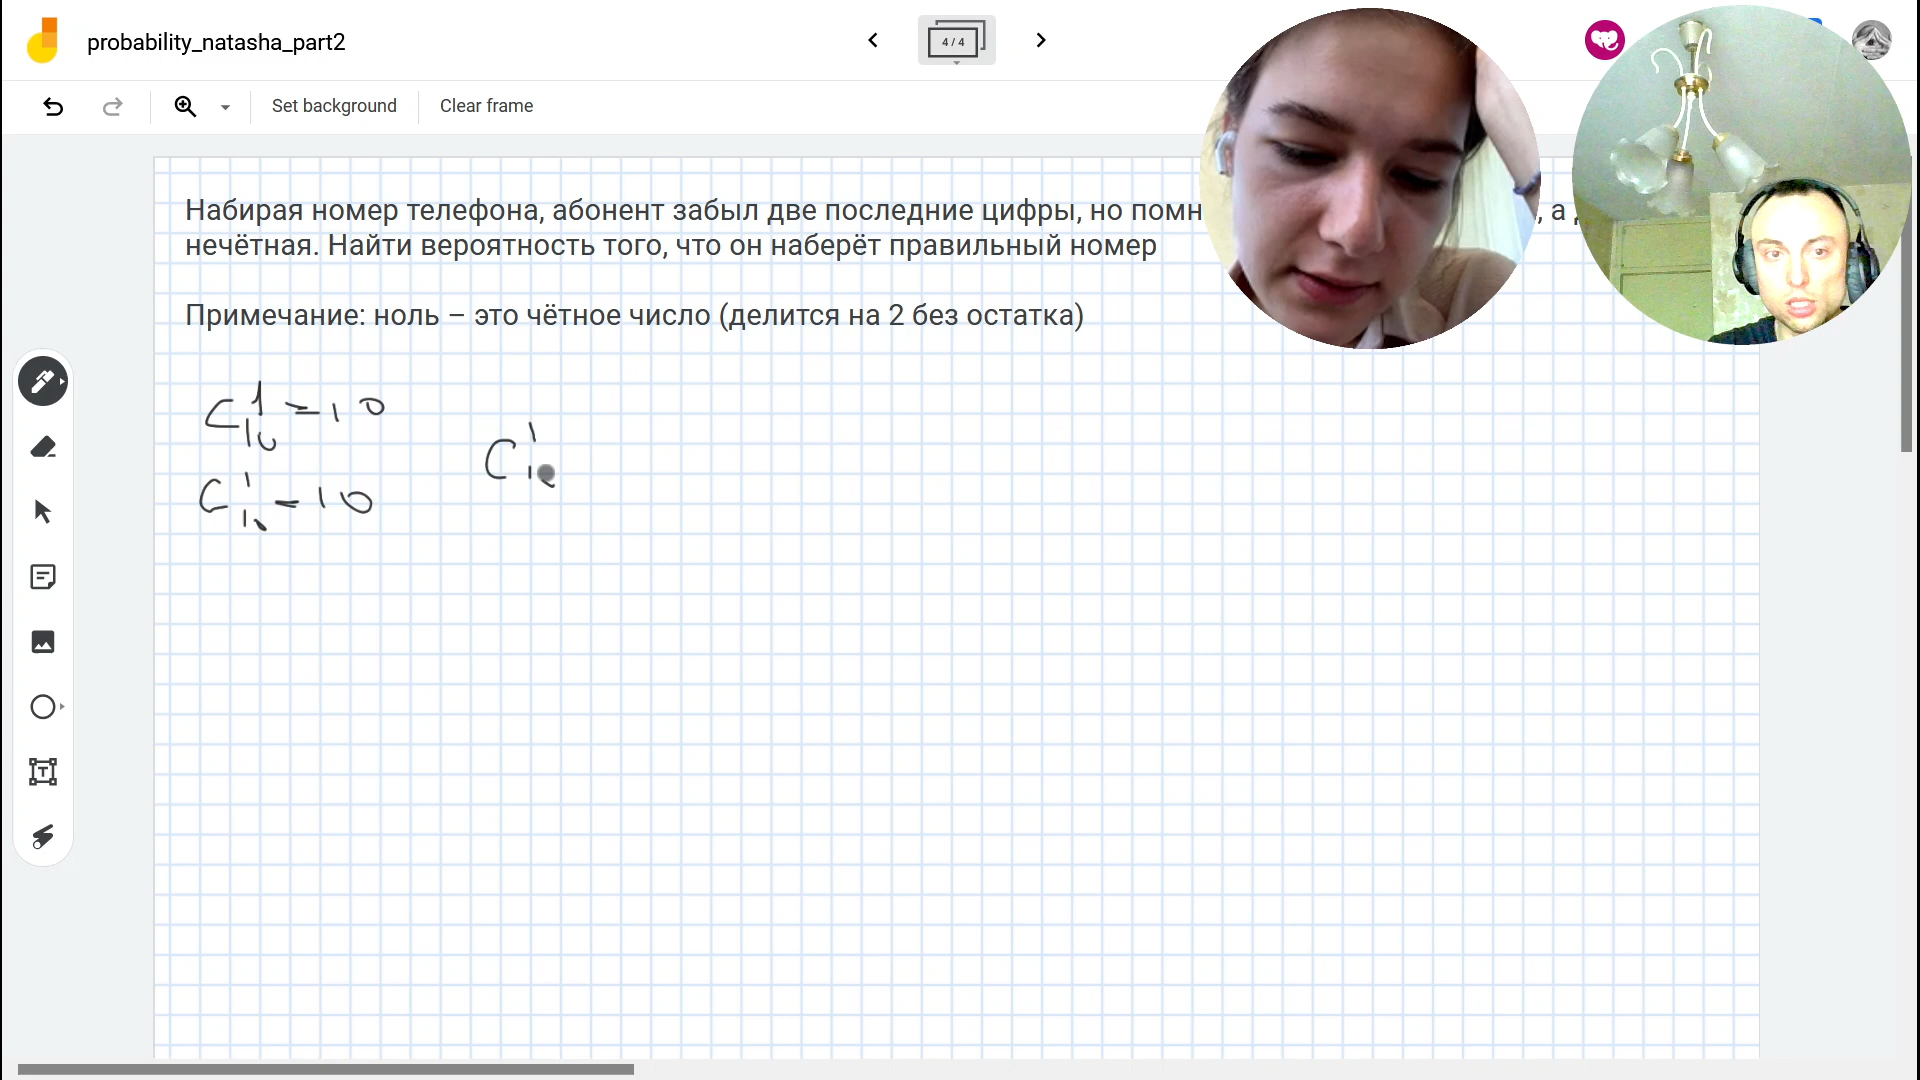 probability_natasha_part2
4 / 4
Set background
Clear frame
Набирая номер телефона, абонент забыл две последние цифры, но , а
нечётная. Найти вероятность того, что он наберёт правильный номер
Примечание: ноль – это чётное число (делится на 2 без остатка)
C¹₁₀ = 10
C¹₁₀ = 10